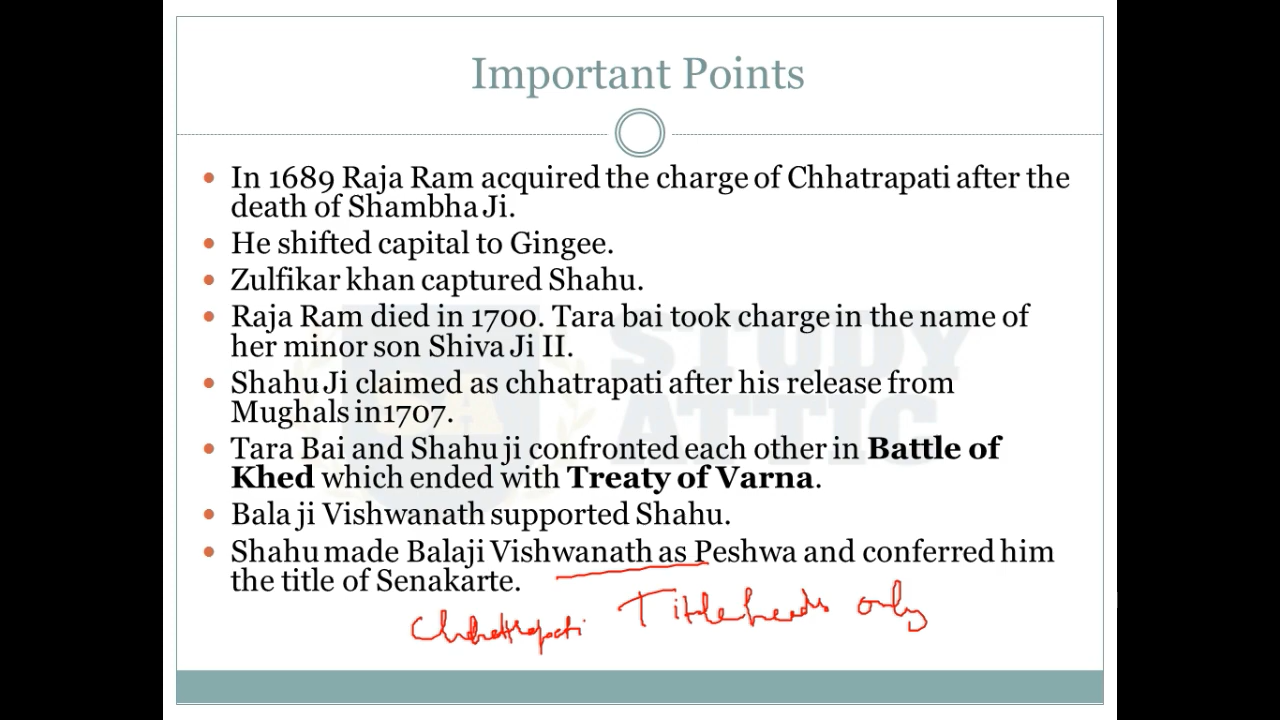 Important Points
• In 1689 Raja Ram acquired the charge of Chhatrapati after the
death of Shambha Ji.
• He shifted capital to Gingee.
• Zulfikar khan captured Shahu.
• Raja Ram died in 1700. Tara bai took charge in the name of
her minor son Shiva Ji II.
• Shahu Ji claimed as chhatrapati after his release from
Mughals in1707.
• Tara Bai and Shahu ji confronted each other in Battle of
Khed which ended with Treaty of Varna.
• Bala ji Vishwanath supported Shahu.
• Shahu made Balaji Vishwanath as Peshwa and conferred him
the title of Senakarte.
Chhattrapati Titleheads only
STUDY
ATTIC